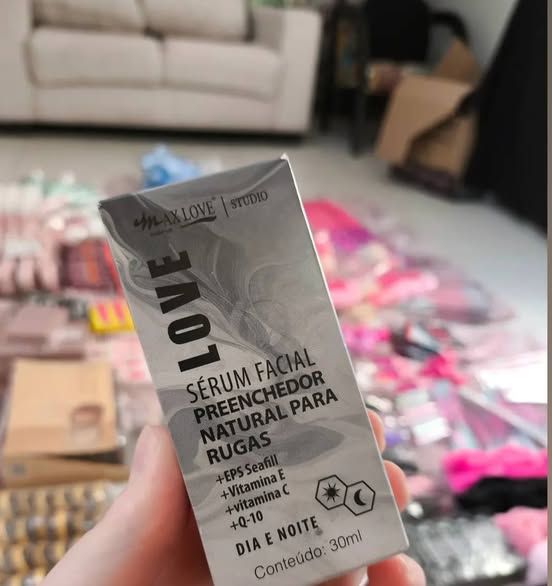 MAX LOVE | STUDIO
LOVE
SÉRUM FACIAL
PREENCHEDOR
NATURAL PARA
RUGAS
+EPS Seafill
+Vitamina E
+vitamina C
+Q-10
DIA E NOITE
Conteúdo: 30ml